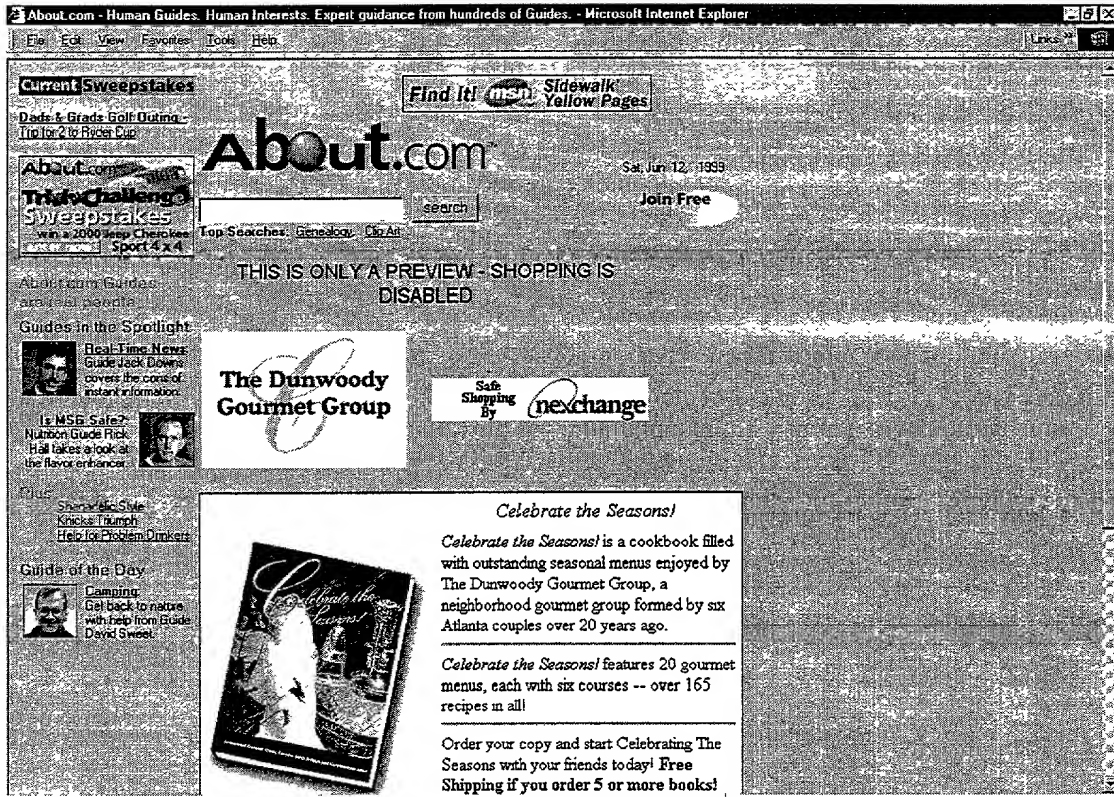 About.com - Human Guides. Human Interests. Expert guidance from hundreds of Guides. - Microsoft Internet Explorer
File Edit View Favorites Tools Help
Links »
Current Sweepstakes
Dads & Grads Golf Outing -
Trip for 2 to Ryder Cup
About.com
Trivia Challenge
Sweepstakes
win a 2000 Jeep Cherokee
Sport 4 x 4
About.com Guides
are real people
Guides in the Spotlight
Real-Time News:
Guide Jack Downs
covers the cons of
instant information.
Is MSG Safe?:
Nutrition Guide Rick
Hall takes a look at
the flavor enhancer.
Plus
Style
Knicks Triumph
Help for Problem Drinkers
Guide of the Day
Camping:
Get back to nature
with help from Guide
David Sweet.
Find It! msn Sidewalk
Yellow Pages
About.com
Sat, Jun 12, 1999
search
Join Free
Top Searches: Genealogy, Clip Art
THIS IS ONLY A PREVIEW - SHOPPING IS
DISABLED
The Dunwoody
Gourmet Group
Safe
Shopping
By
nexchange
Celebrate the
Seasons!
Celebrate the Seasons!
Celebrate the Seasons! is a cookbook filled
with outstanding seasonal menus enjoyed by
The Dunwoody Gourmet Group, a
neighborhood gourmet group formed by six
Atlanta couples over 20 years ago.
Celebrate the Seasons! features 20 gourmet
menus, each with six courses -- over 165
recipes in all!
Order your copy and start Celebrating The
Seasons with your friends today! Free
Shipping if you order 5 or more books!